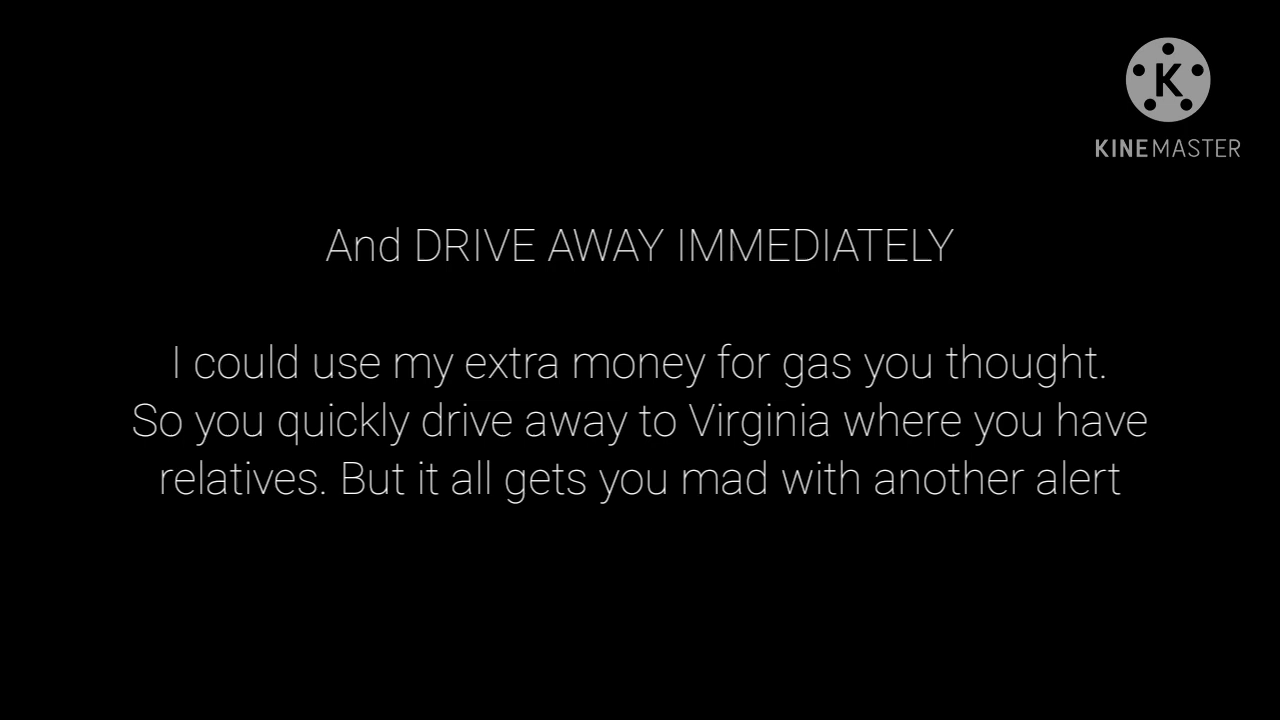 K
KINEMASTER
And DRIVE AWAY IMMEDIATELY
I could use my extra money for gas you thought.
So you quickly drive away to Virginia where you have
relatives. But it all gets you mad with another alert